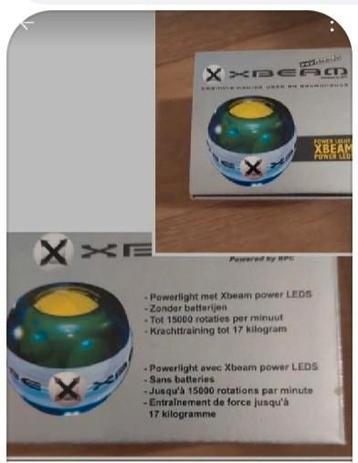 X XBEAM
POWER LIGHT
XBEAM
POWER LEDS
X XBE
Powered by BPC
- Powerlight met Xbeam power LEDS
- Zonder batterijen
- Tot 15000 rotaties per minuut
- Krachttraining tot 17 kilogram
- Powerlight avec Xbeam power LEDS
- Sans batteries
- Jusqu'à 15000 rotations par minute
- Entraînement de force jusqu'à
17 kilogramme